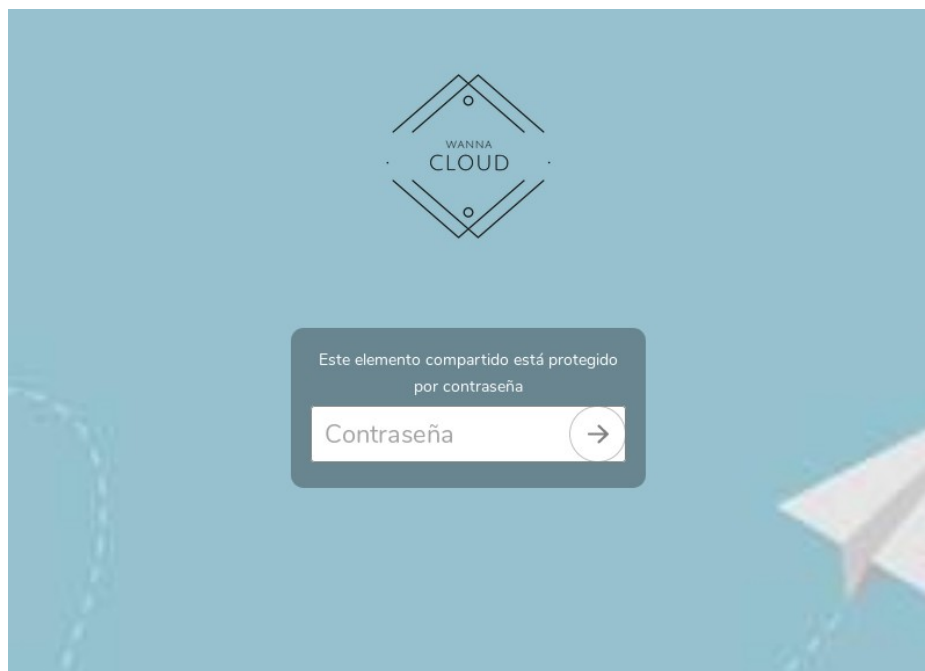 WANNA
CLOUD
Este elemento compartido está protegido
por contraseña
Contraseña